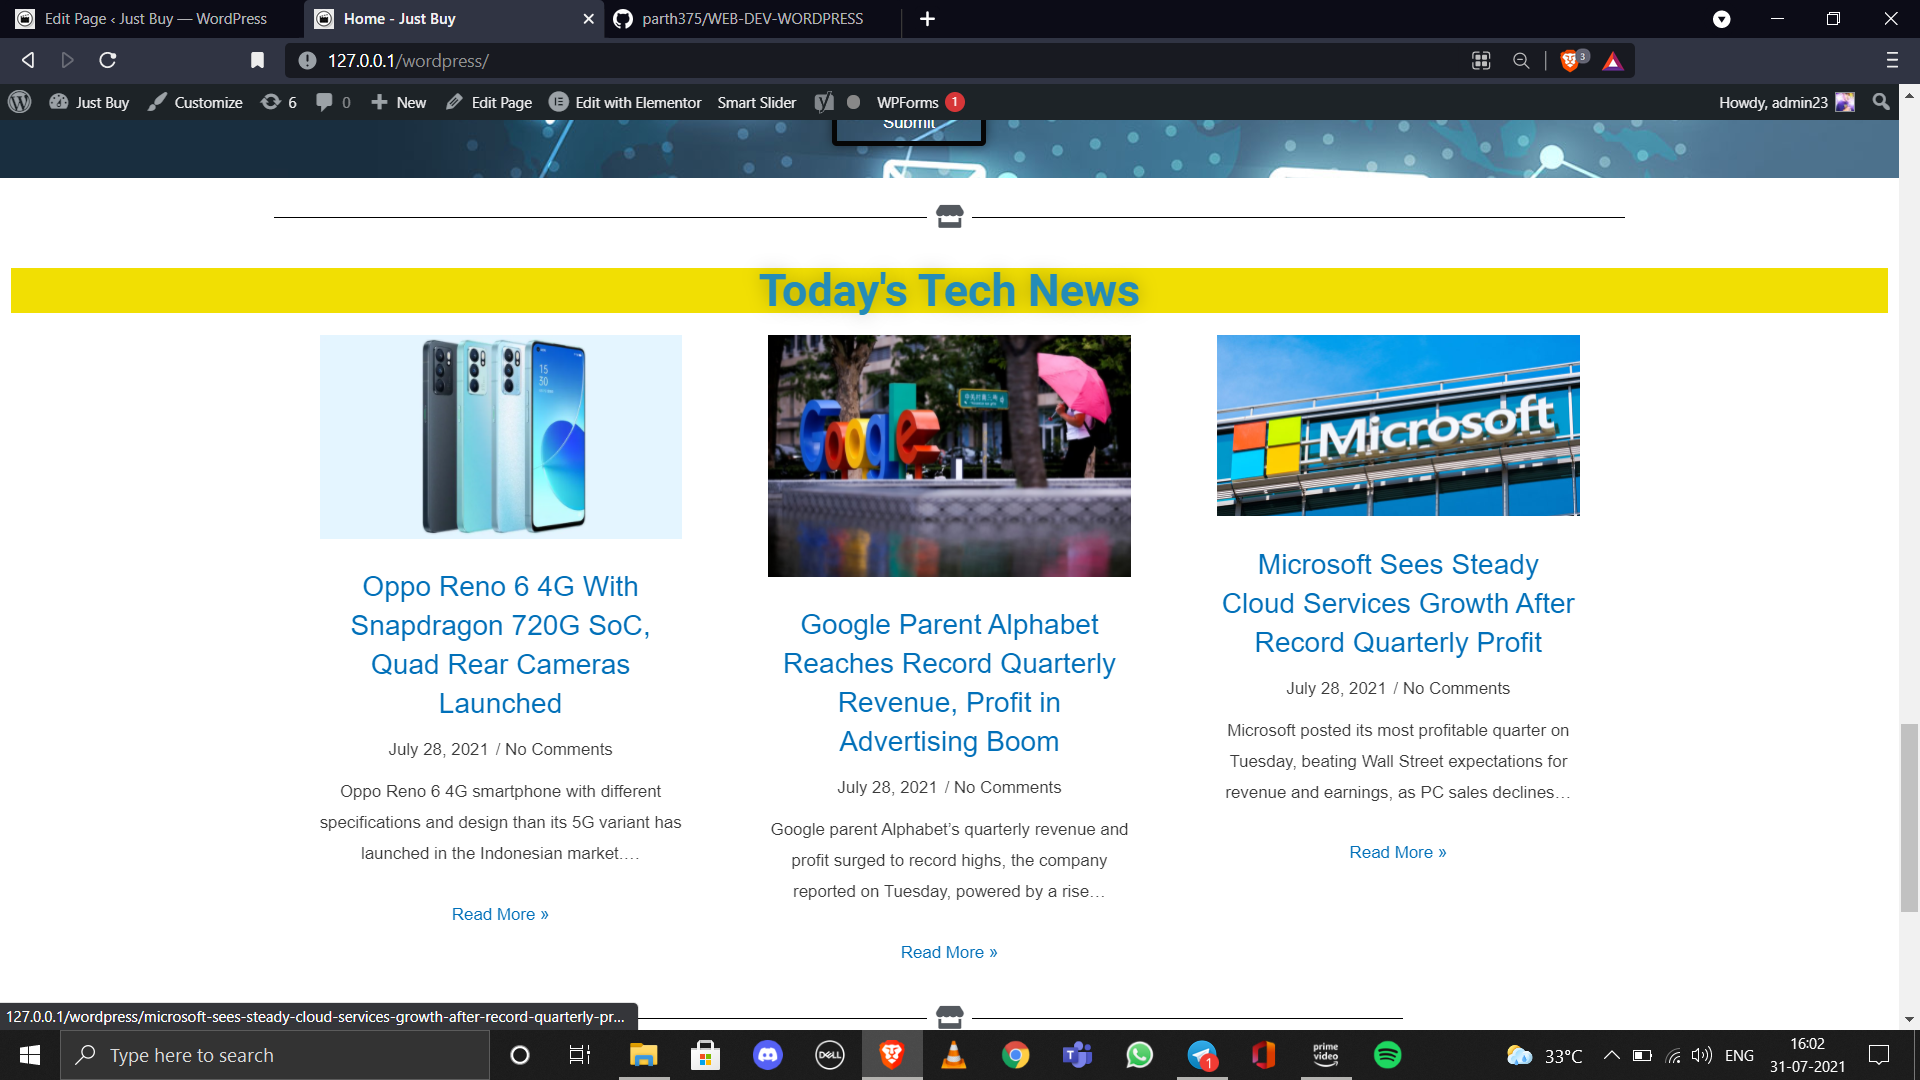 Edit Page ‹ Just Buy — WordPress
Home - Just Buy
parth375/WEB-DEV-WORDPRESS
127.0.0.1/wordpress/
3
Just Buy
Customize
6
0
New
Edit Page
Edit with Elementor
Smart Slider
WPForms 1
Howdy, admin23
Submit
Today's Tech News
15
30
Google
Microsoft
Oppo Reno 6 4G With
Snapdragon 720G SoC,
Quad Rear Cameras
Launched
July 28, 2021 / No Comments
Oppo Reno 6 4G smartphone with different
specifications and design than its 5G variant has
launched in the Indonesian market.…
Read More »
Google Parent Alphabet
Reaches Record Quarterly
Revenue, Profit in
Advertising Boom
July 28, 2021 / No Comments
Google parent Alphabet’s quarterly revenue and
profit surged to record highs, the company
reported on Tuesday, powered by a rise…
Read More »
Microsoft Sees Steady
Cloud Services Growth After
Record Quarterly Profit
July 28, 2021 / No Comments
Microsoft posted its most profitable quarter on
Tuesday, beating Wall Street expectations for
revenue and earnings, as PC sales declines…
Read More »
127.0.0.1/wordpress/microsoft-sees-steady-cloud-services-growth-after-record-quarterly-pr...
Type here to search
DELL
1
prime
video
33°C
ENG
16:02
31-07-2021